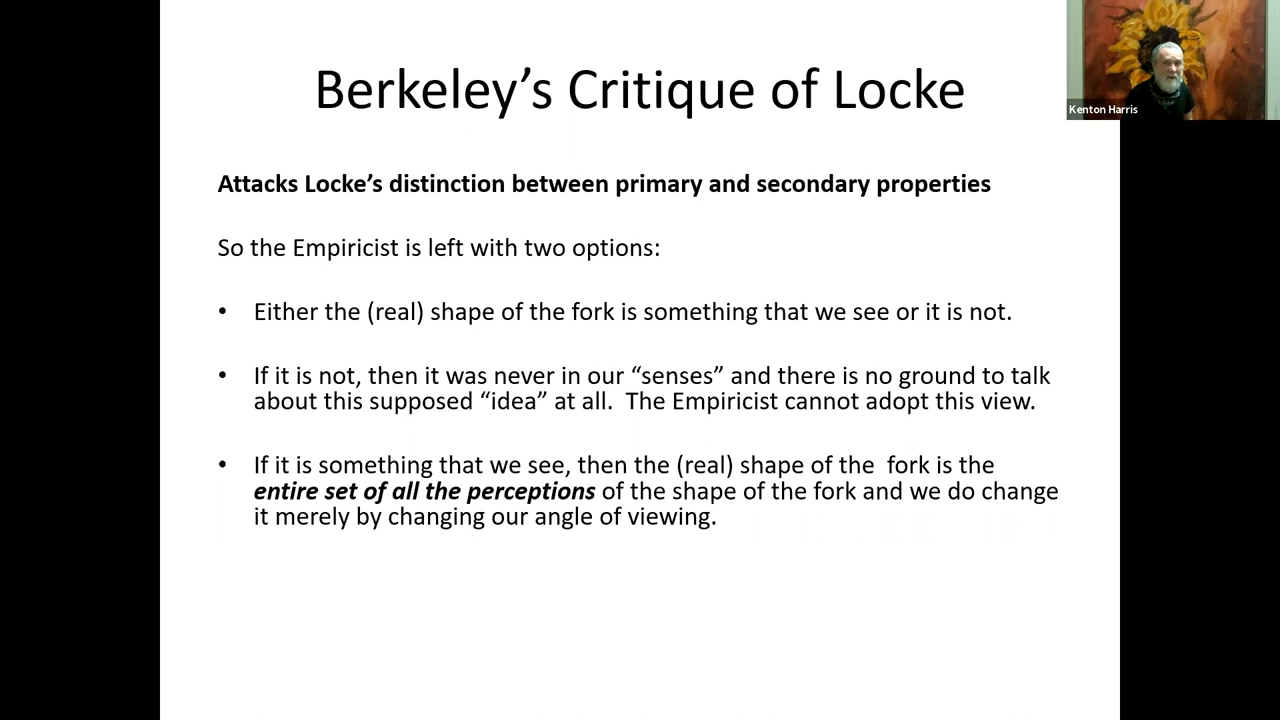 Berkeley’s Critique of Locke
Kenton Harris
Attacks Locke’s distinction between primary and secondary properties
So the Empiricist is left with two options:
• Either the (real) shape of the fork is something that we see or it is not.
• If it is not, then it was never in our “senses” and there is no ground to talk
about this supposed “idea” at all.  The Empiricist cannot adopt this view.
• If it is something that we see, then the (real) shape of the  fork is the
entire set of all the perceptions of the shape of the fork and we do change
it merely by changing our angle of viewing.